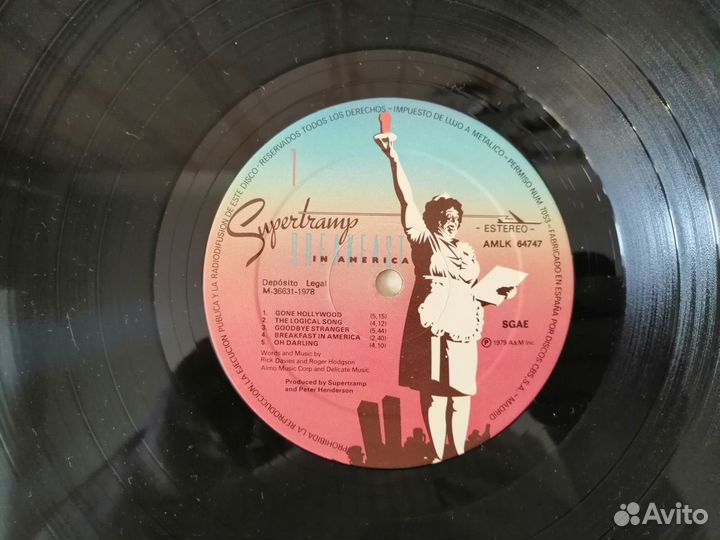 PROHIBIDA LA REPRODUCCION, LA EJECUCION PUBLICA Y LA RADIODIFUSION DE ESTE DISCO - RESERVADOS TODOS LOS DERECHOS - IMPUESTO DE LUJO A METALICO - PERMISO NUM. 7053 - FABRICADO EN ESPAÑA POR DISCOS CBS, S.A. - MADRID
1
Supertramp
BREAKFAST
IN AMERICA
- ESTEREO -
AMLK 64747
Depósito Legal
M-36631-1978
1. GONE HOLLYWOOD (5,15)
2. THE LOGICAL SONG (4,12)
3. GOODBYE STRANGER (5,44)
4. BREAKFAST IN AMERICA (2,40)
5. OH DARLING (4,10)
SGAE
Ⓟ 1979 A&M Inc.
Words and Music by
Rick Davies and Roger Hodgson
Almo Music Corp and Delicate Music
Produced by Supertramp
and Peter Henderson
Avito